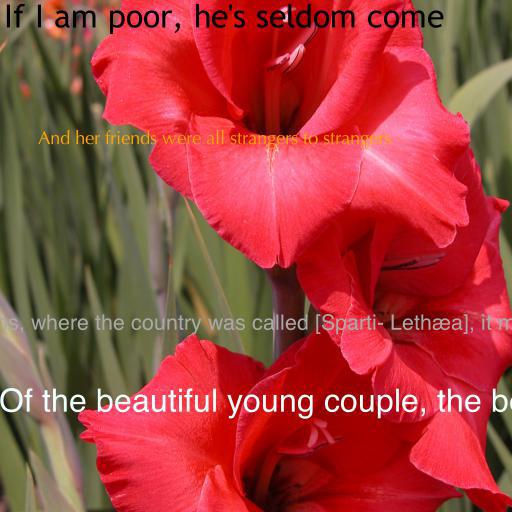 If I am poor, he's seldom come
And her friends were all strangers to strangers
where the country was called [Sparti- Lethæa], it
Of the beautiful young couple, the